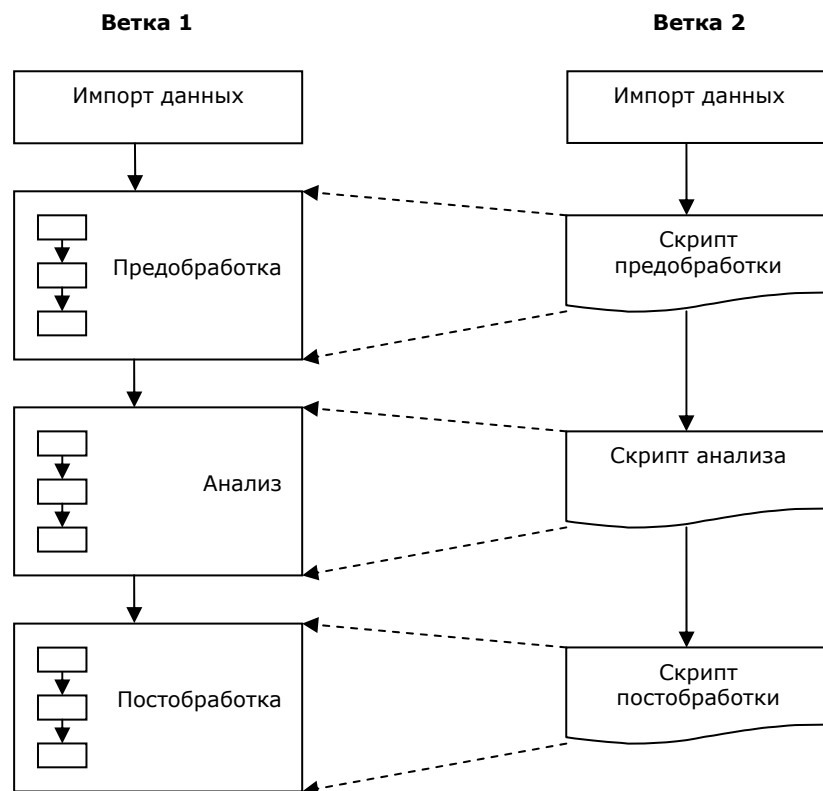 Ветка 1
Ветка 2
Импорт данных
Импорт данных
Предобработка
Скрипт
предобработки
Анализ
Скрипт анализа
Постобработка
Скрипт
постобработки